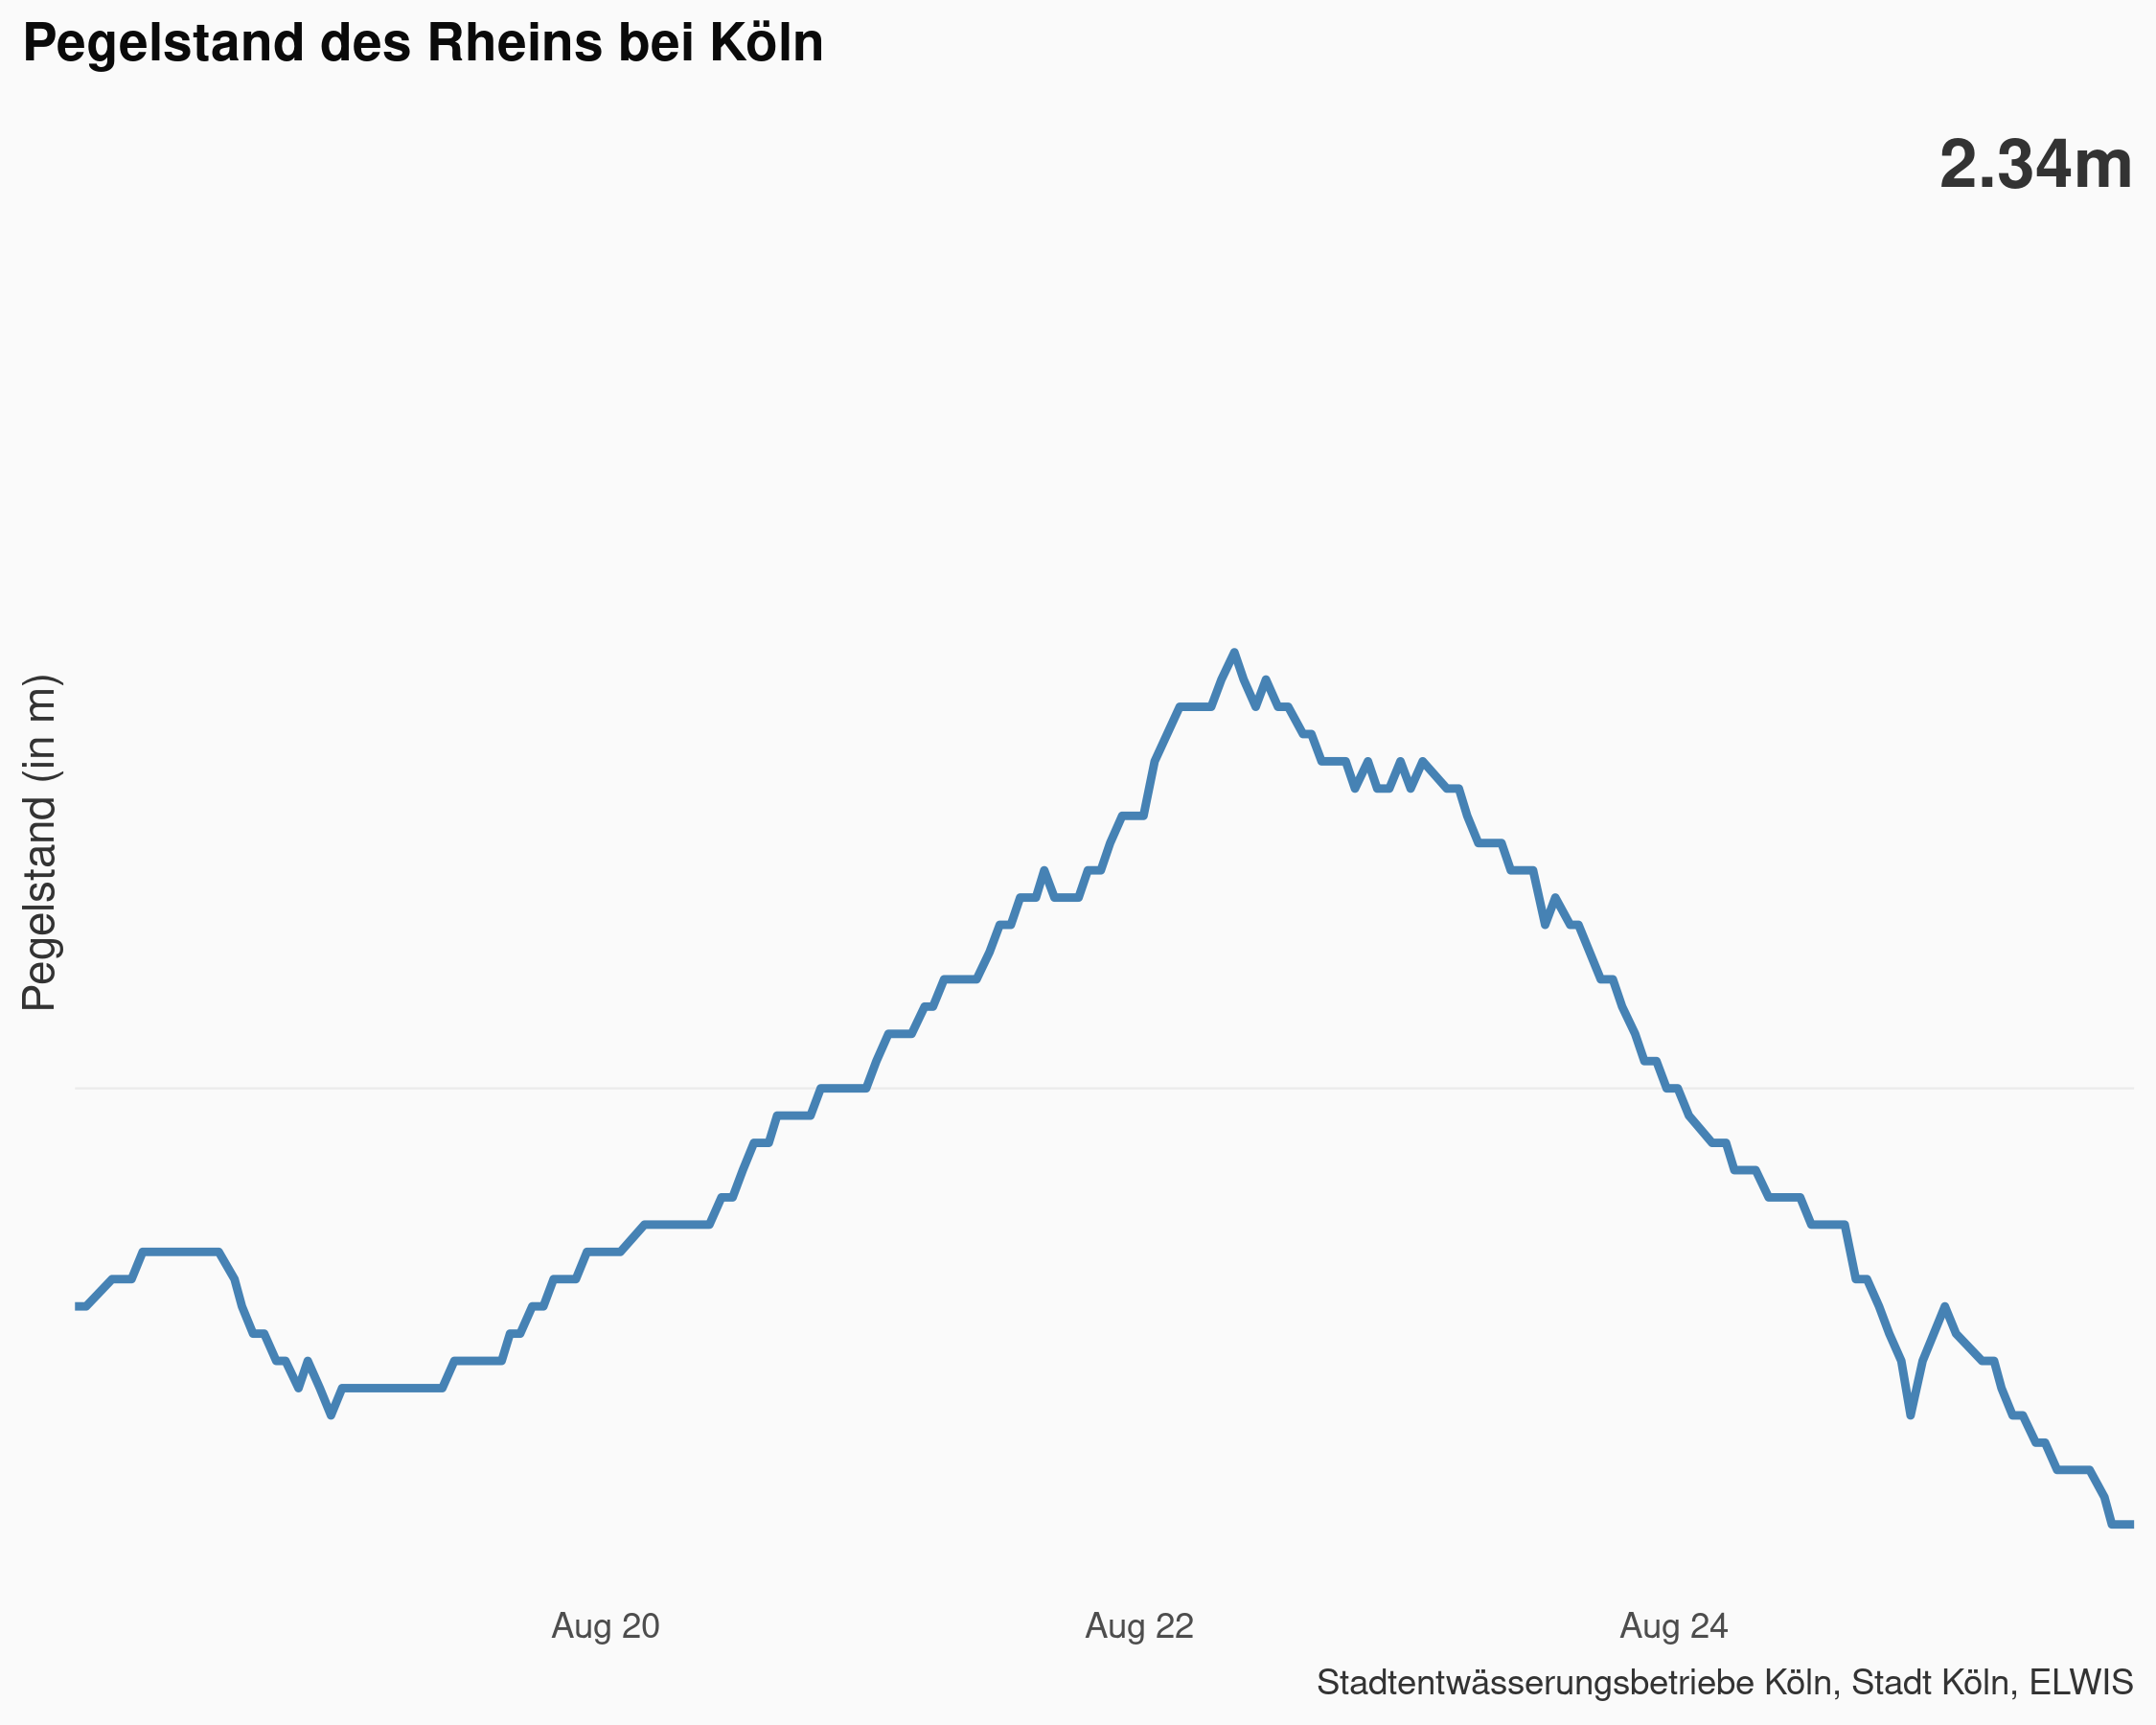 Pegelstand des Rheins bei Köln
2.34m
Pegelstand (in m)
Aug 20
Aug 22
Aug 24
Stadtentwässerungsbetriebe Köln, Stadt Köln, ELWIS